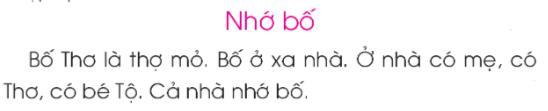 Nhớ bố
Bố Thơ là thợ mỏ. Bố ở xa nhà. Ở nhà có mẹ, có
Thơ, có bé Tộ. Cả nhà nhớ bố.